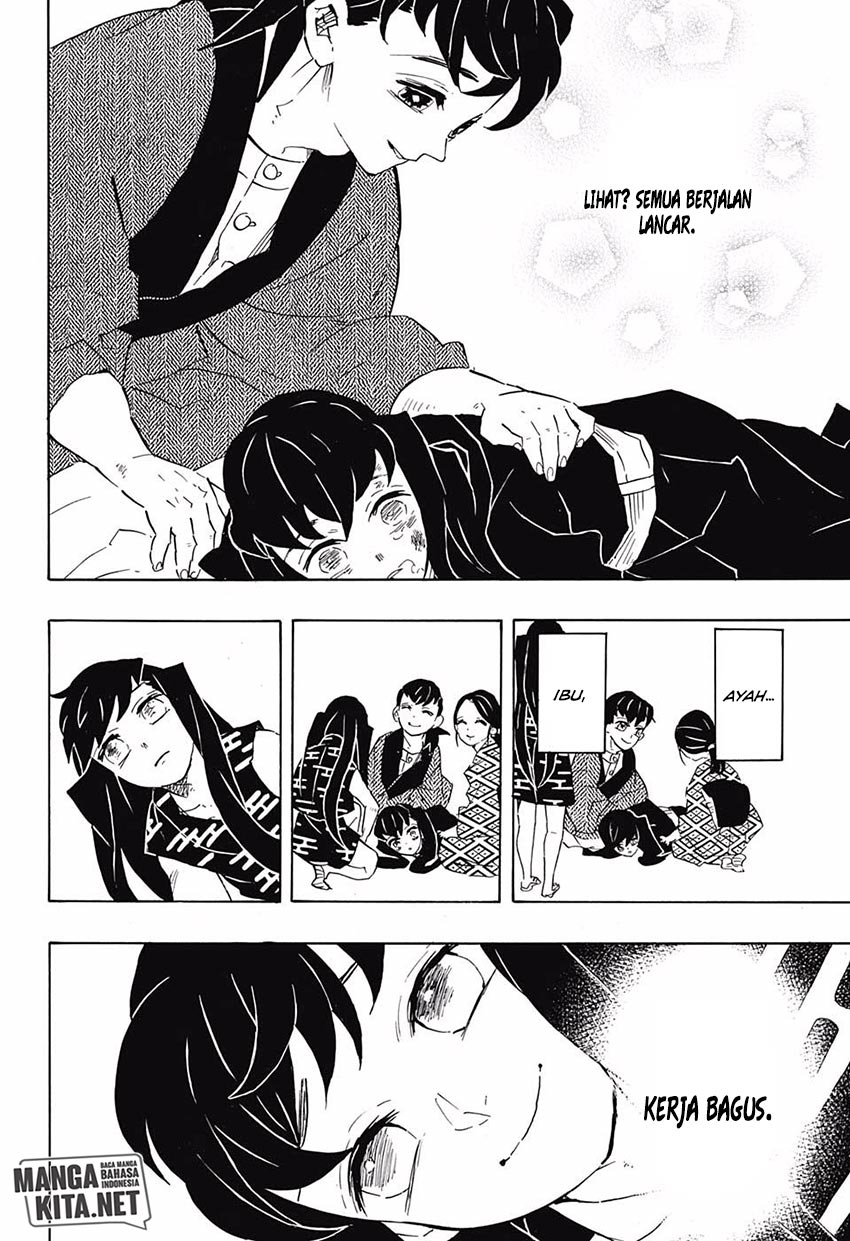 LIHAT? SEMUA BERJALAN
LANCAR.
AYAH...
IBU,
KERJA BAGUS.
MANGA
KITA.NET
BACA MANGA
BAHASA
INDONESIA